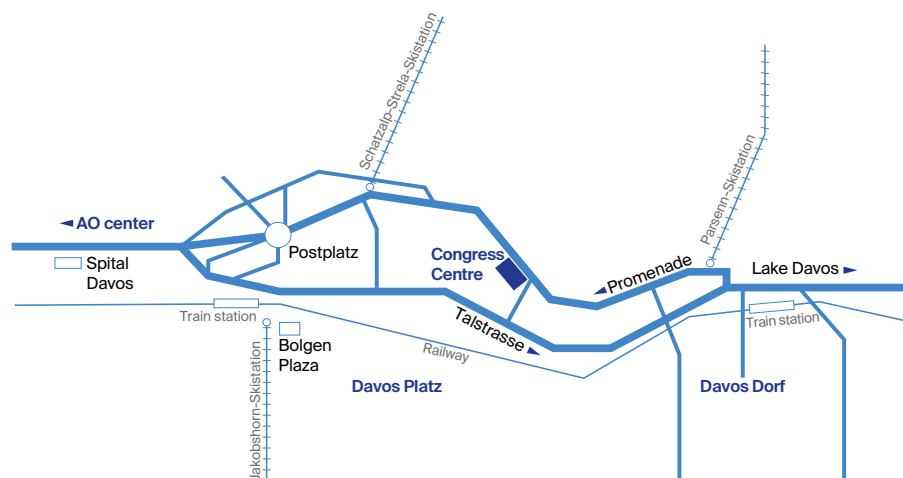 Schatzalp-Strela-Skistation
Parsenn-Skistation
AO center
Postplatz
Spital
Davos
Congress
Centre
Promenade
Lake Davos
Train station
Talstrasse
Train station
Bolgen
Plaza
Railway
Jakobshorn-Skistation
Davos Platz
Davos Dorf